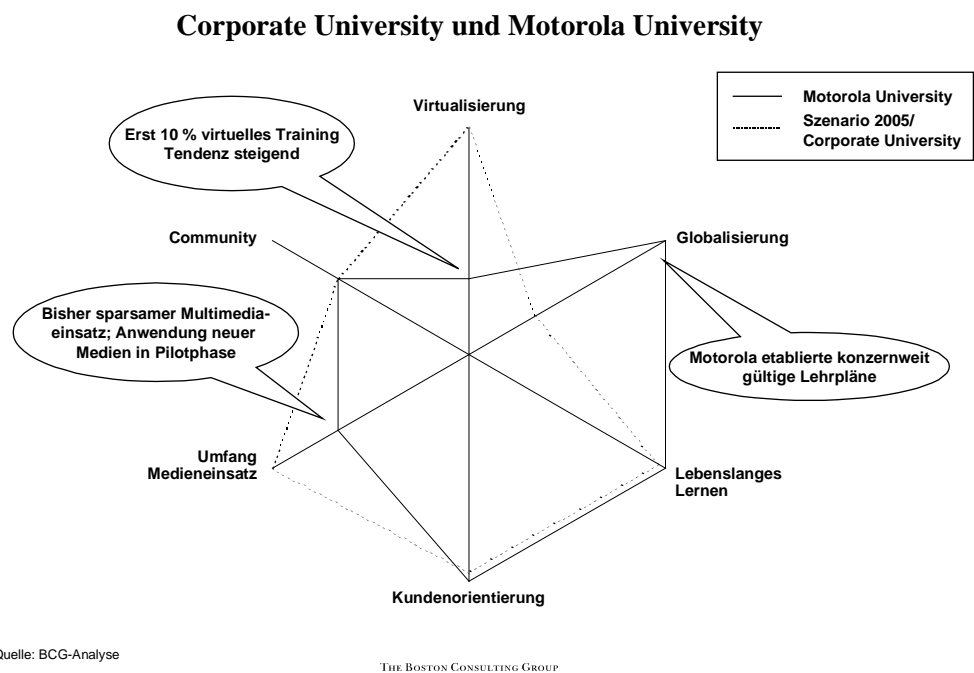 Corporate University und Motorola University
Motorola University
Szenario 2005/
Corporate University
Virtualisierung
Erst 10 % virtuelles Training
Tendenz steigend
Community
Globalisierung
Bisher sparsamer Multimedia-
einsatz; Anwendung neuer
Medien in Pilotphase
Motorola etablierte konzernweit
gültige Lehrpläne
Umfang
Medieneinsatz
Lebenslanges
Lernen
Kundenorientierung
Quelle: BCG-Analyse
THE BOSTON CONSULTING GROUP